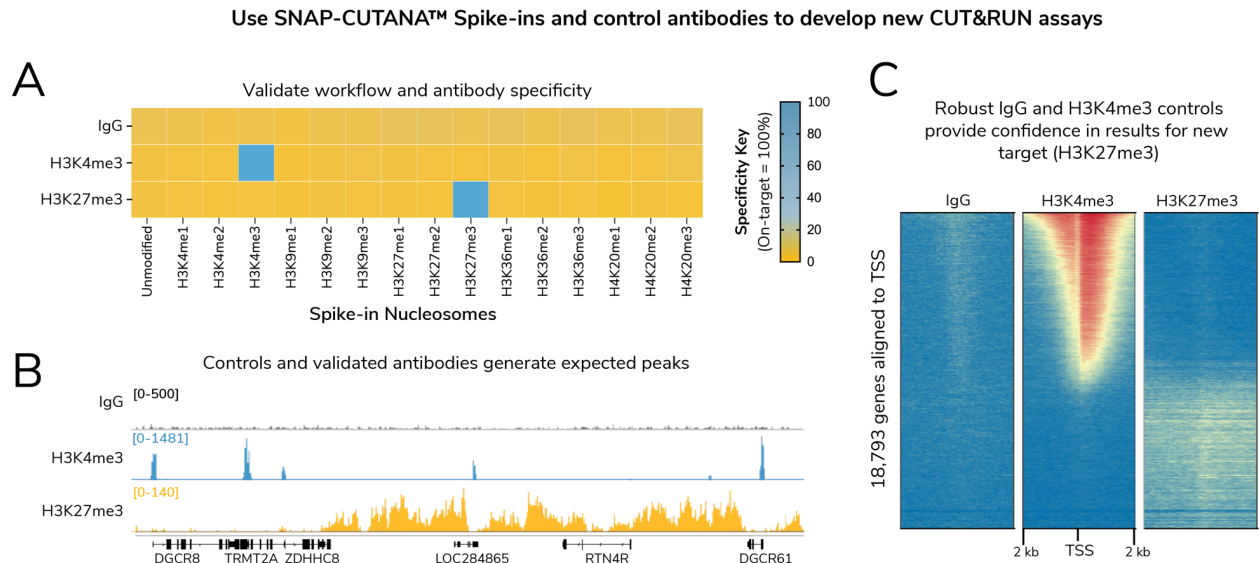 Use SNAP-CUTANA™ Spike-ins and control antibodies to develop new CUT&RUN assays
A
Validate workflow and antibody specificity
IgG
H3K4me3
H3K27me3
Unmodified
H3K4me1
H3K4me2
H3K4me3
H3K9me1
H3K9me2
H3K9me3
H3K27me1
H3K27me2
H3K27me3
H3K36me1
H3K36me2
H3K36me3
H4K20me1
H4K20me2
H4K20me3
Spike-in Nucleosomes
Specificity Key
(On-target = 100%)
100
80
60
40
20
0
B
Controls and validated antibodies generate expected peaks
IgG
[0-500]
H3K4me3
[0-1481]
H3K27me3
[0-140]
DGCR8
TRMT2A
ZDHHC8
LOC284865
RTN4R
DGCR61
C
Robust IgG and H3K4me3 controls
provide confidence in results for new
target (H3K27me3)
IgG
H3K4me3
H3K27me3
18,793 genes aligned to TSS
2 kb
TSS
2 kb